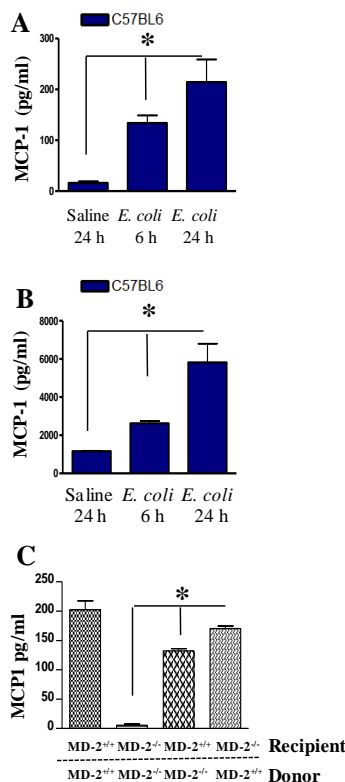 A
C57BL6
MCP-1 (pg/ml)
300
200
100
0
*
Saline E. coli E. coli
24 h 6 h 24 h
B
C57BL6
MCP-1 (pg/ml)
8000
6000
4000
2000
0
*
Saline E. coli E. coli
24 h 6 h 24 h
C
MCP1 pg/ml
250
200
150
100
50
0
*
MD-2+/+ MD-2-/- MD-2+/+ MD-2-/- Recipient
MD-2+/+ MD-2-/- MD-2-/- MD-2+/+ Donor